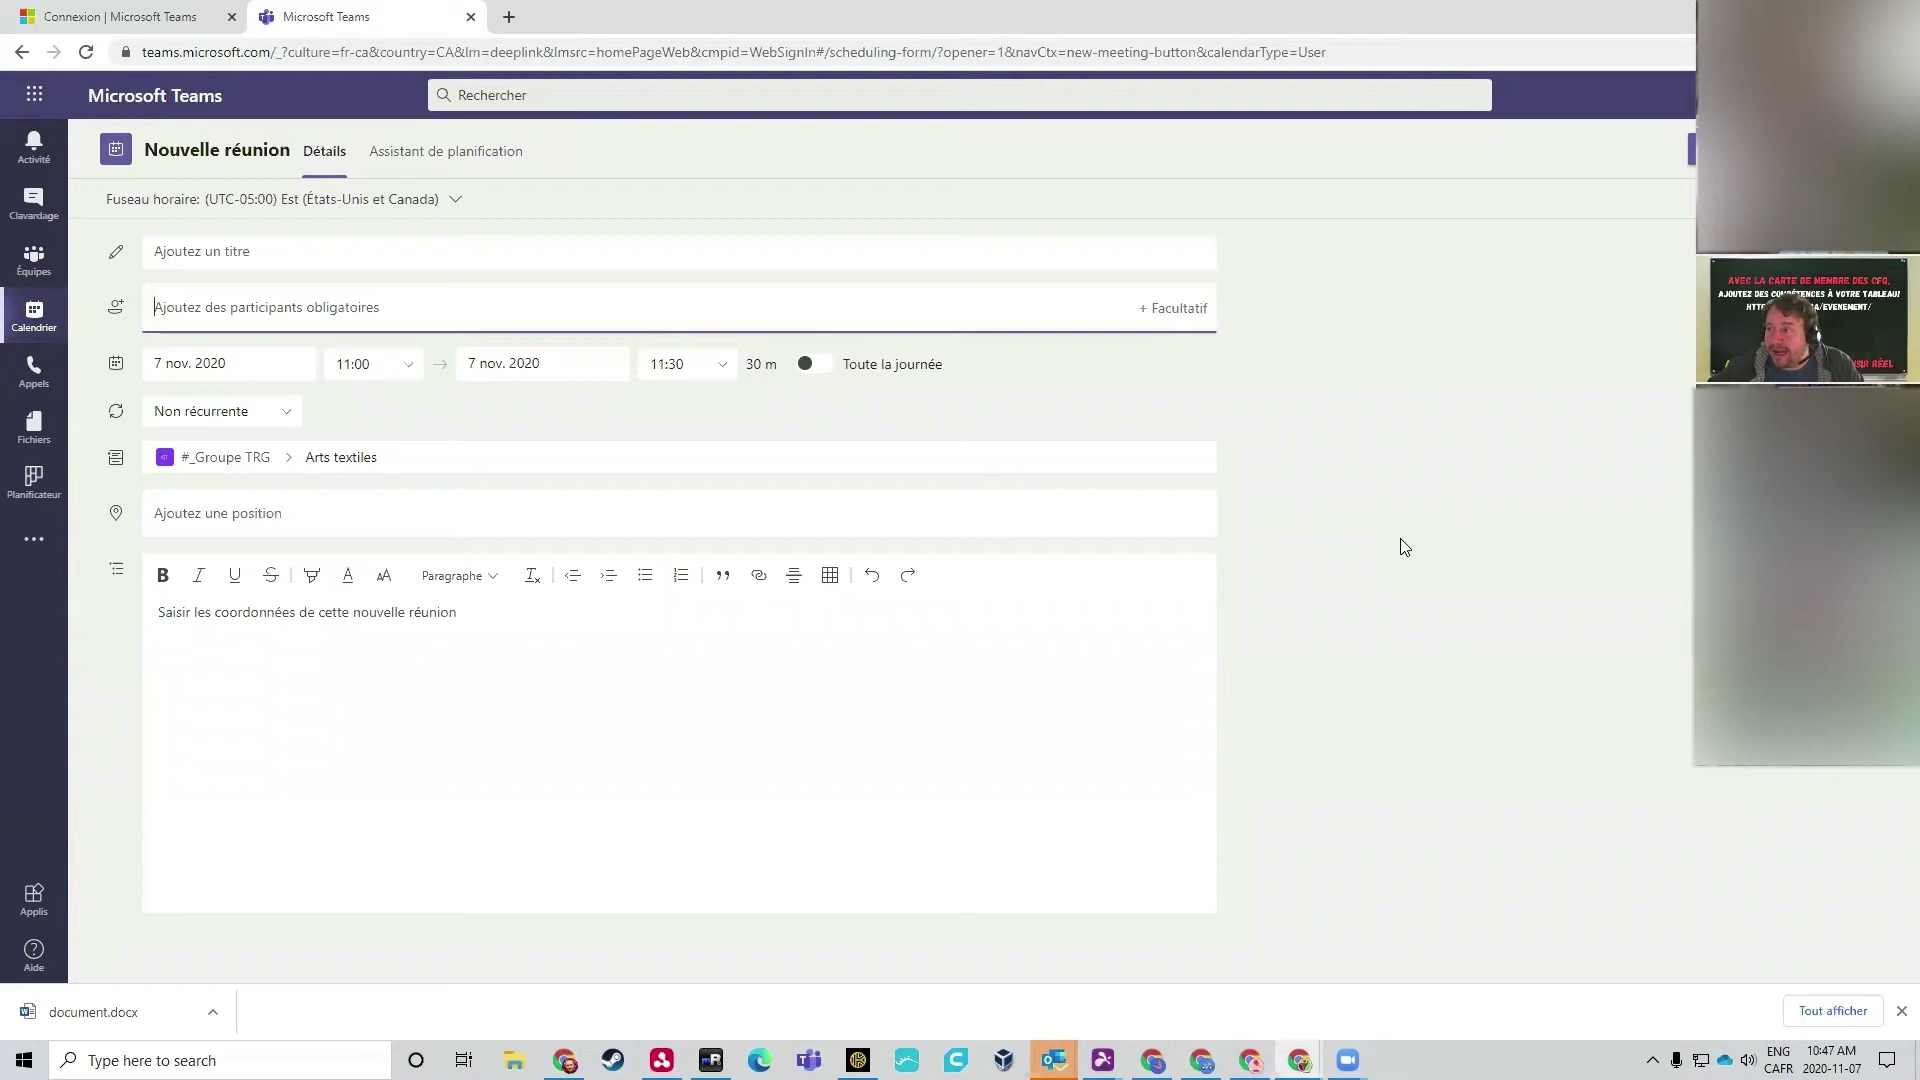 Connexion | Microsoft Teams
Microsoft Teams
teams.microsoft.com/_?culture=fr-ca&country=CA&lm=deeplink&lmsrc=homePageWeb&cmpid=WebSignIn#/scheduling-form/?opener=1&navCtx=new-meeting-button&calendarType=User
Microsoft Teams
Rechercher
Activité
Clavardage
Équipes
Calendrier
Appels
Fichiers
Planificateur
Applis
Aide
Nouvelle réunion Détails Assistant de planification
Fuseau horaire: (UTC-05:00) Est (États-Unis et Canada)
Ajoutez un titre
Ajoutez des participants obligatoires + Facultatif
7 nov. 2020 11:00 → 7 nov. 2020 11:30 30 m Toute la journée
Non récurrente
#_Groupe TRG > Arts textiles
Ajoutez une position
B I U S A AA Paragraphe
Saisir les coordonnées de cette nouvelle réunion
AVEC LA CARTE DE MEMBRE DES CFQ,
AJOUTEZ DES COMPÉTENCES À VOTRE TABLEAU!
document.docx
Tout afficher
Type here to search
ENG
CAFR
10:47 AM
2020-11-07